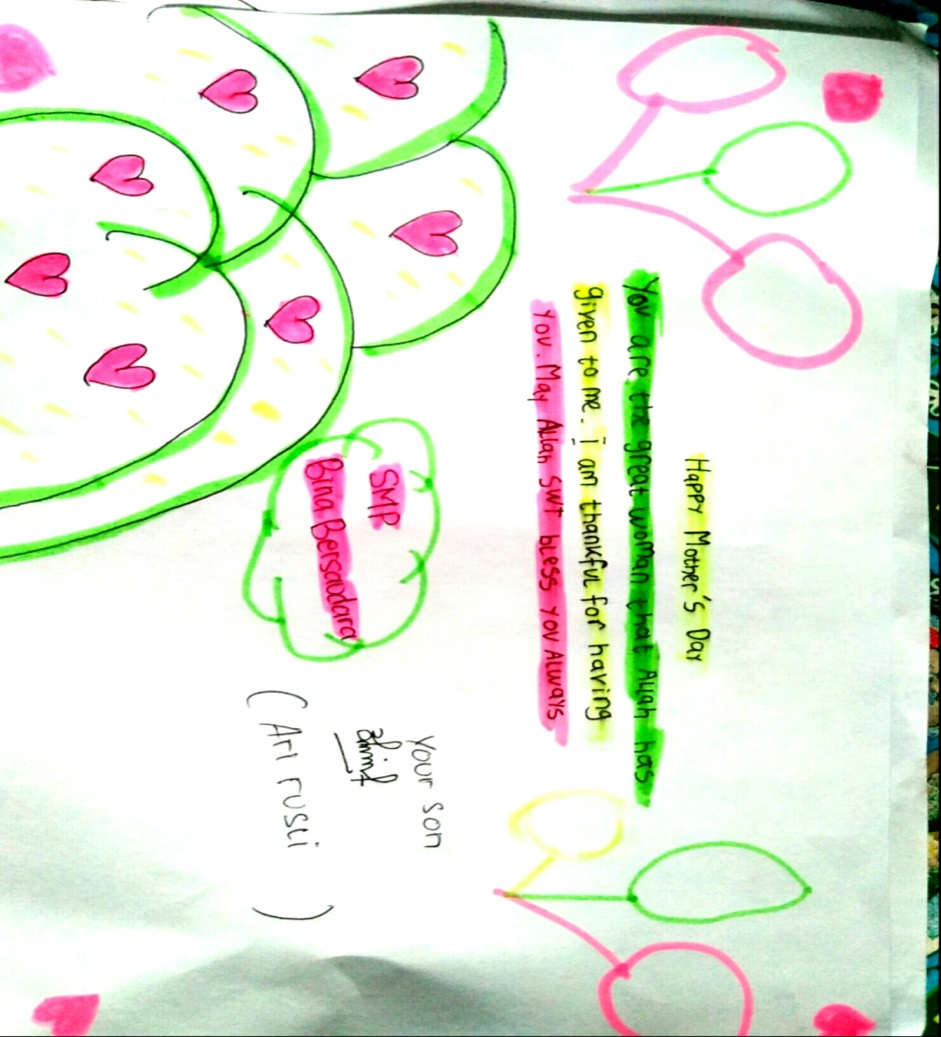 Happy Mother's Day
You are the great woman that Allah has
given to me. i am thankful for having
You. May Allah SWT bless You Always
SMP
Bina Bersaudara
Your son
(Ari rusli)